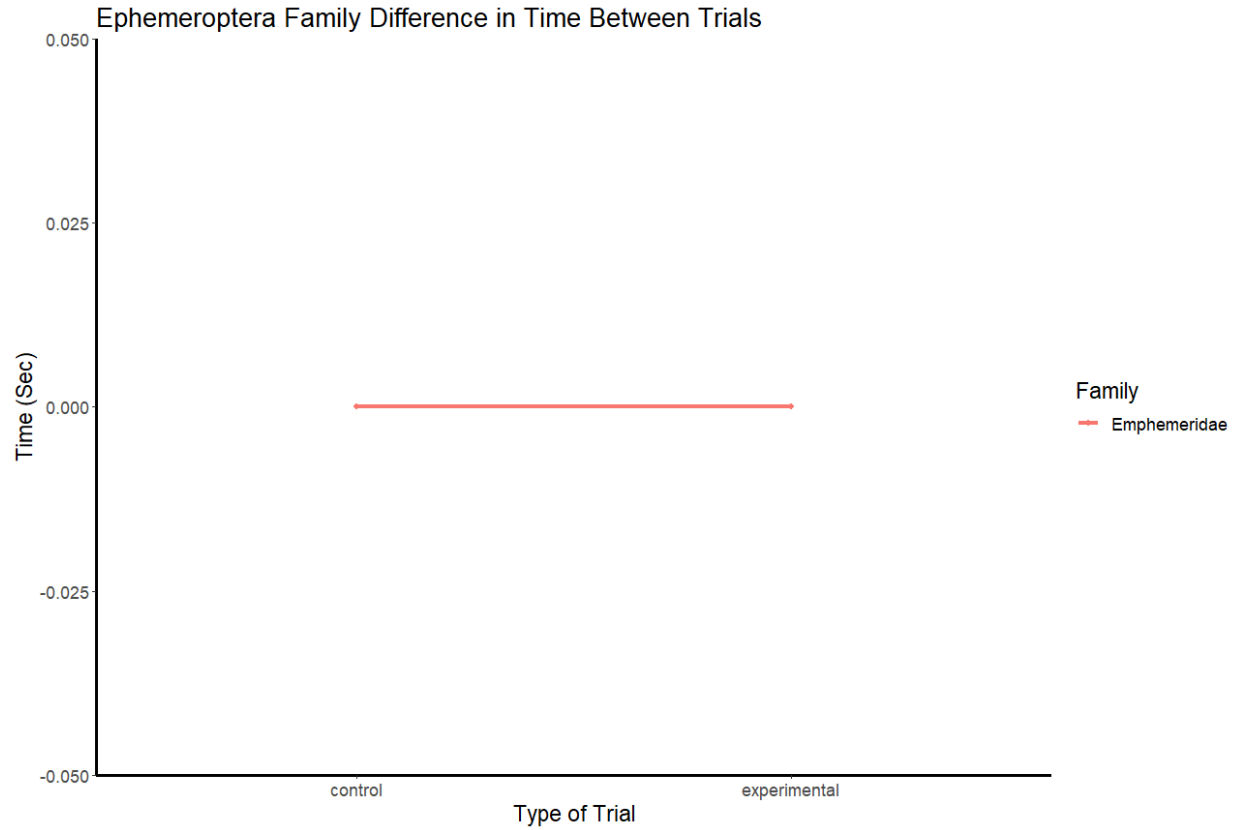 Ephemeroptera Family Difference in Time Between Trials
0.050
0.025
0.000
-0.025
-0.050
Time (Sec)
control
experimental
Type of Trial
Family
Emphemeridae